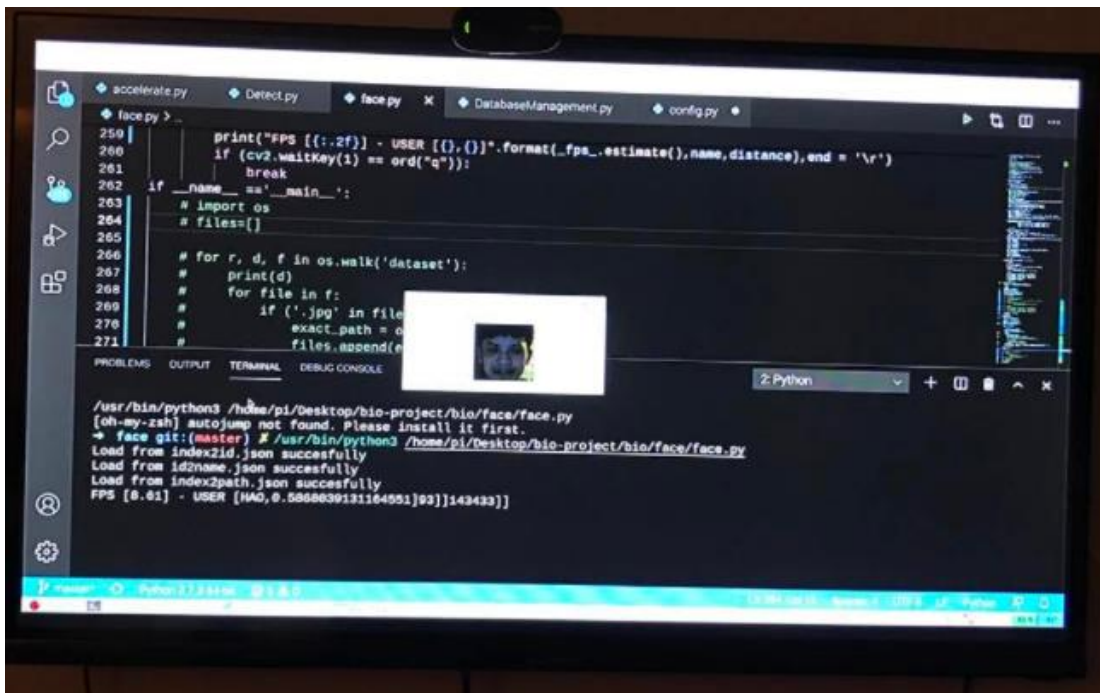 accelerate.py Detect.py face.py DatabaseManagement.py config.py
face.py > ..
259 print("FPS [{:.2f}] - USER [{},{}]".format(_fps_.estimate(),name,distance),end = '\r')
260 if (cv2.waitKey(1) == ord("q")):
261 break
262 if __name__ =='__main__':
263 # import os
264 # files=[]
265
266 # for r, d, f in os.walk('dataset'):
267 # print(d)
268 # for file in f:
269 # if ('.jpg' in file
270 # exact_path = o
271 # files.append(e
PROBLEMS OUTPUT TERMINAL DEBUG CONSOLE 2: Python
/usr/bin/python3 /home/pi/Desktop/bio-project/bio/face/face.py
[oh-my-zsh] autojump not found. Please install it first.
→ face git:(master) ✗ /usr/bin/python3 /home/pi/Desktop/bio-project/bio/face/face.py
Load from index2id.json succesfully
Load from id2name.json succesfully
Load from index2path.json succesfully
FPS [8.61] - USER [HAO,0.5868039131164551]93]]143433]]
master Python